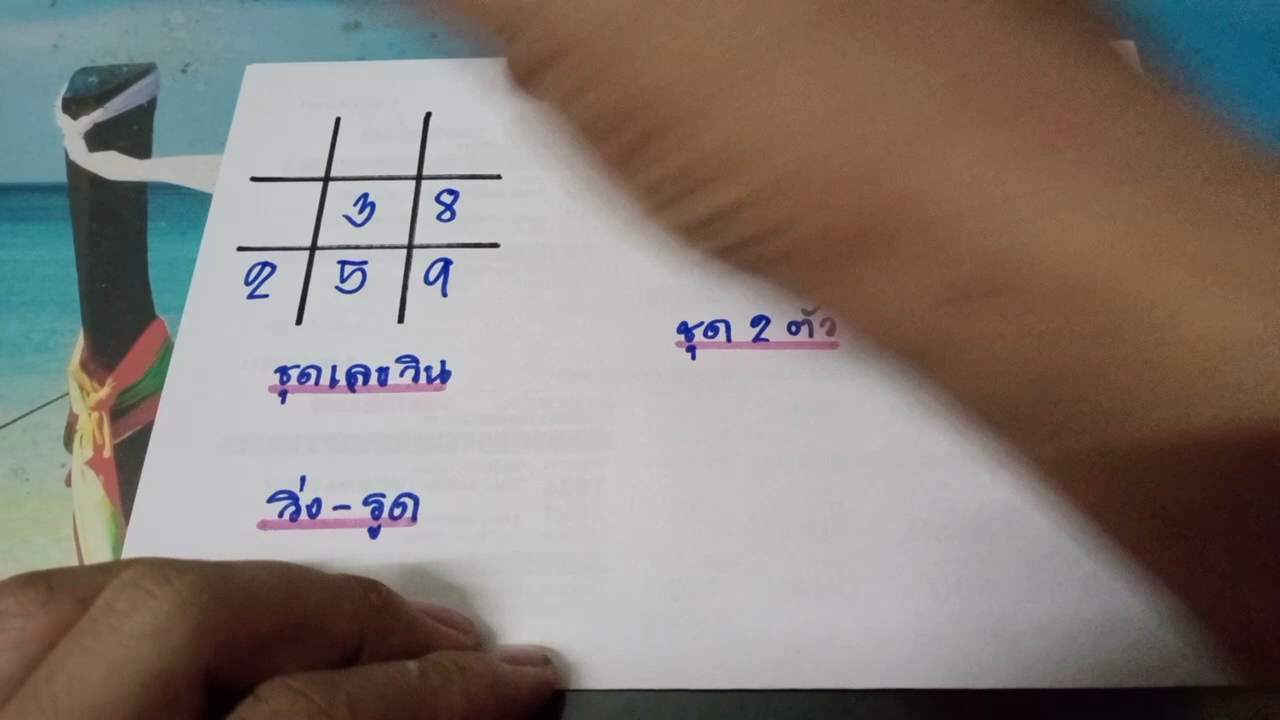 3 8
2 5 9
ชุด 2 ตัว
ชุดเลขวิน
วิ่ง - รูด